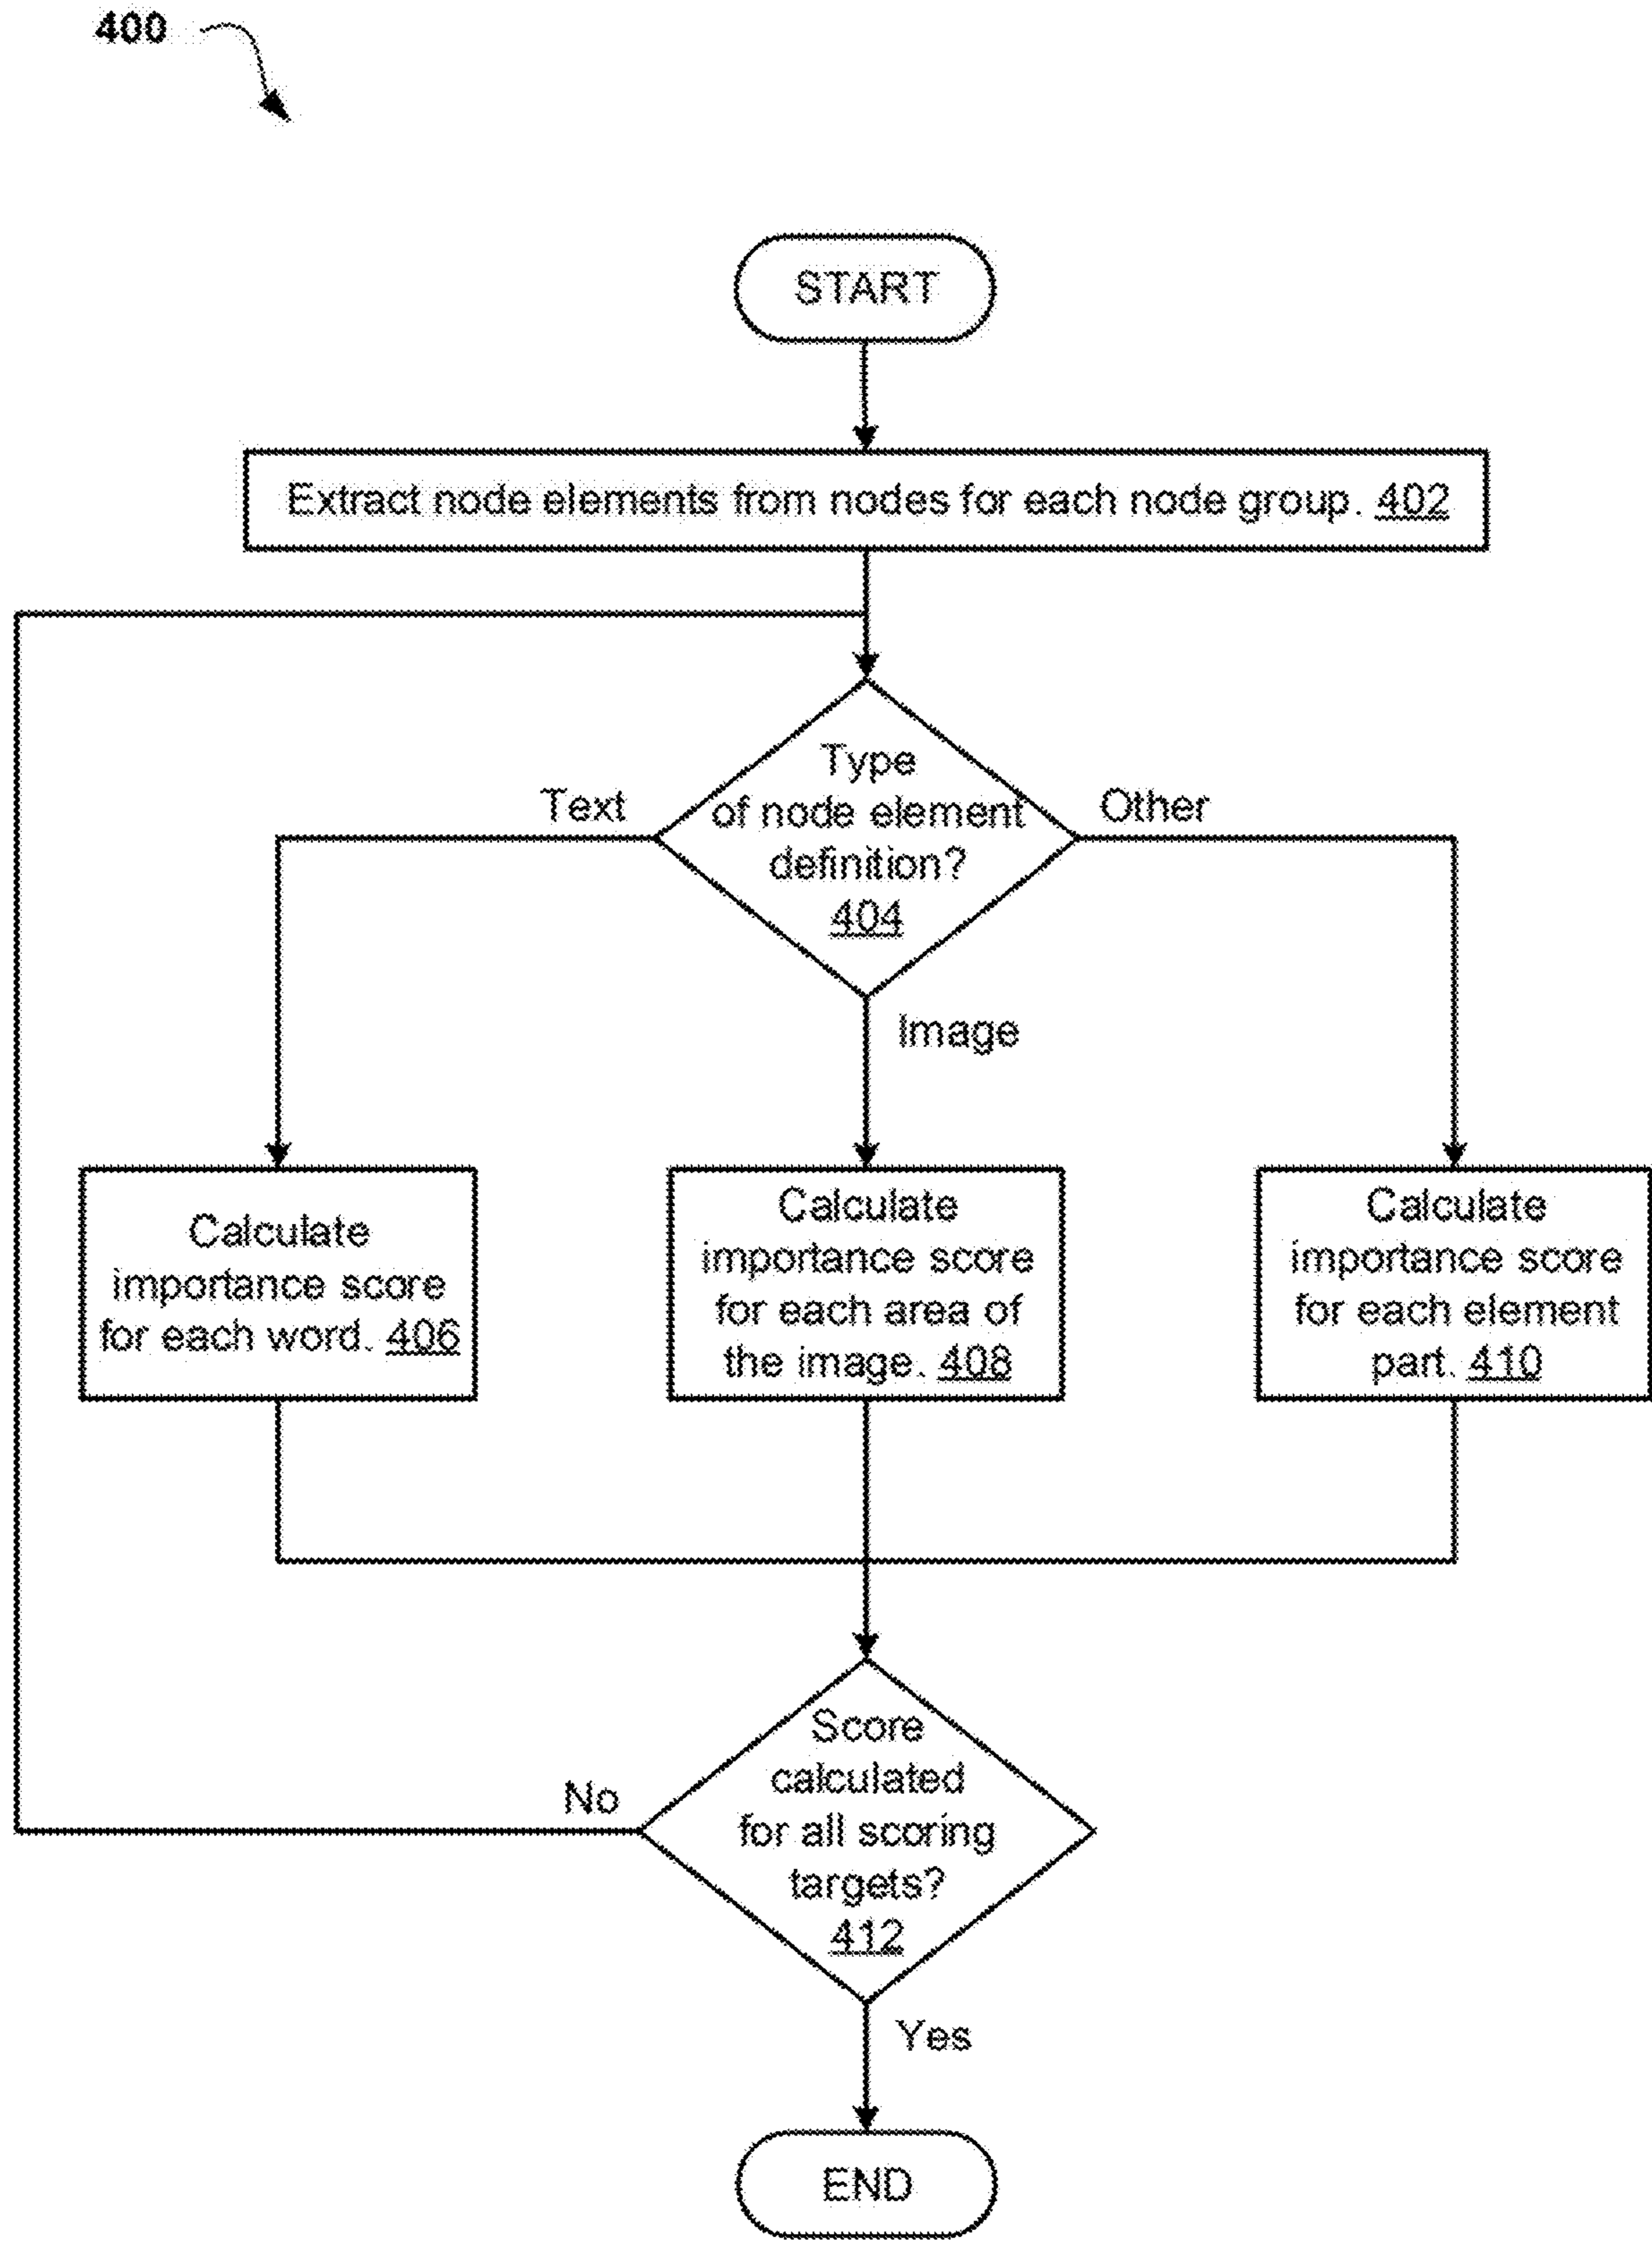 400
START
Extract node elements from nodes for each node group. 402
Type
of node element
definition?
404
Text
Other
Image
Calculate
importance score
for each word. 406
Calculate
importance score
for each area of
the image. 408
Calculate
importance score
for each element
part. 410
Score
calculated
for all scoring
targets?
412
No
Yes
END